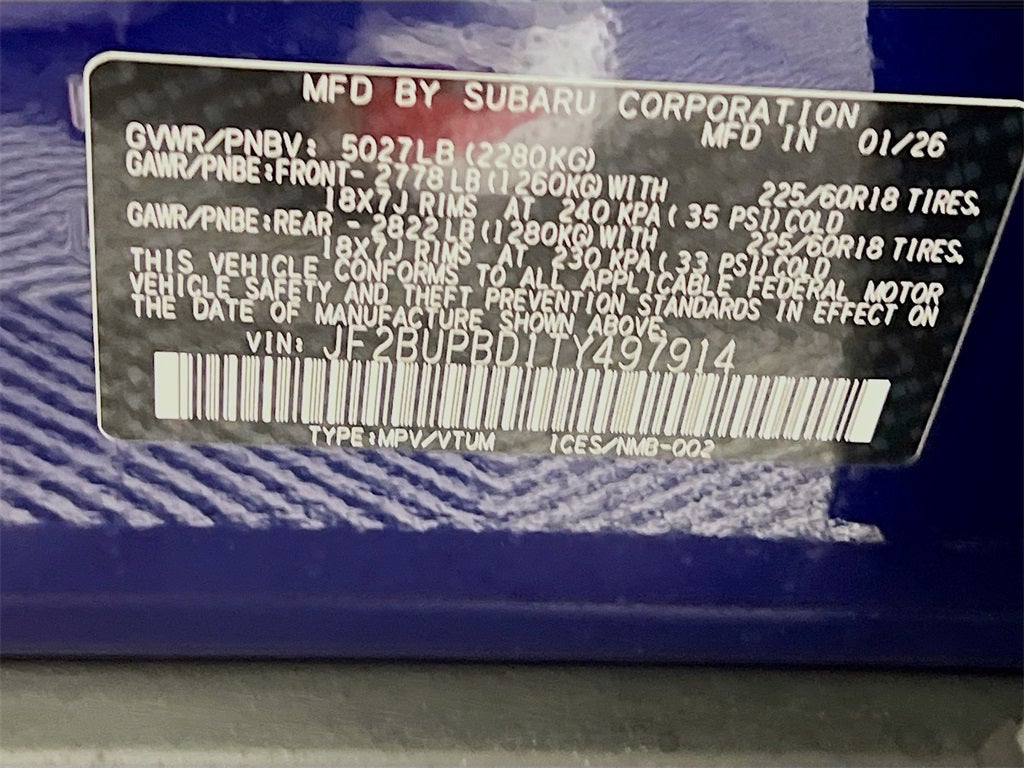 MFD BY SUBARU CORPORATION
MFD IN 01/26
GVWR/PNBV: 5027LB (2280KG)
GAWR/PNBE:FRONT- 2778LB(1260KG)WITH 225/60R18 TIRES,
18X7J RIMS AT 240 KPA( 35 PSI)COLD
GAWR/PNBE:REAR - 2822LB(1280KG)WITH 225/60R18 TIRES,
18X7J RIMS AT 230 KPA( 33 PSI)COLD
THIS VEHICLE CONFORMS TO ALL APPLICABLE FEDERAL MOTOR
VEHICLE SAFETY AND THEFT PREVENTION STANDARDS IN EFFECT ON
THE DATE OF MANUFACTURE SHOWN ABOVE.
VIN: JF2BUPBD1TY497914
TYPE:MPV/VTUM ICES/NMB-002